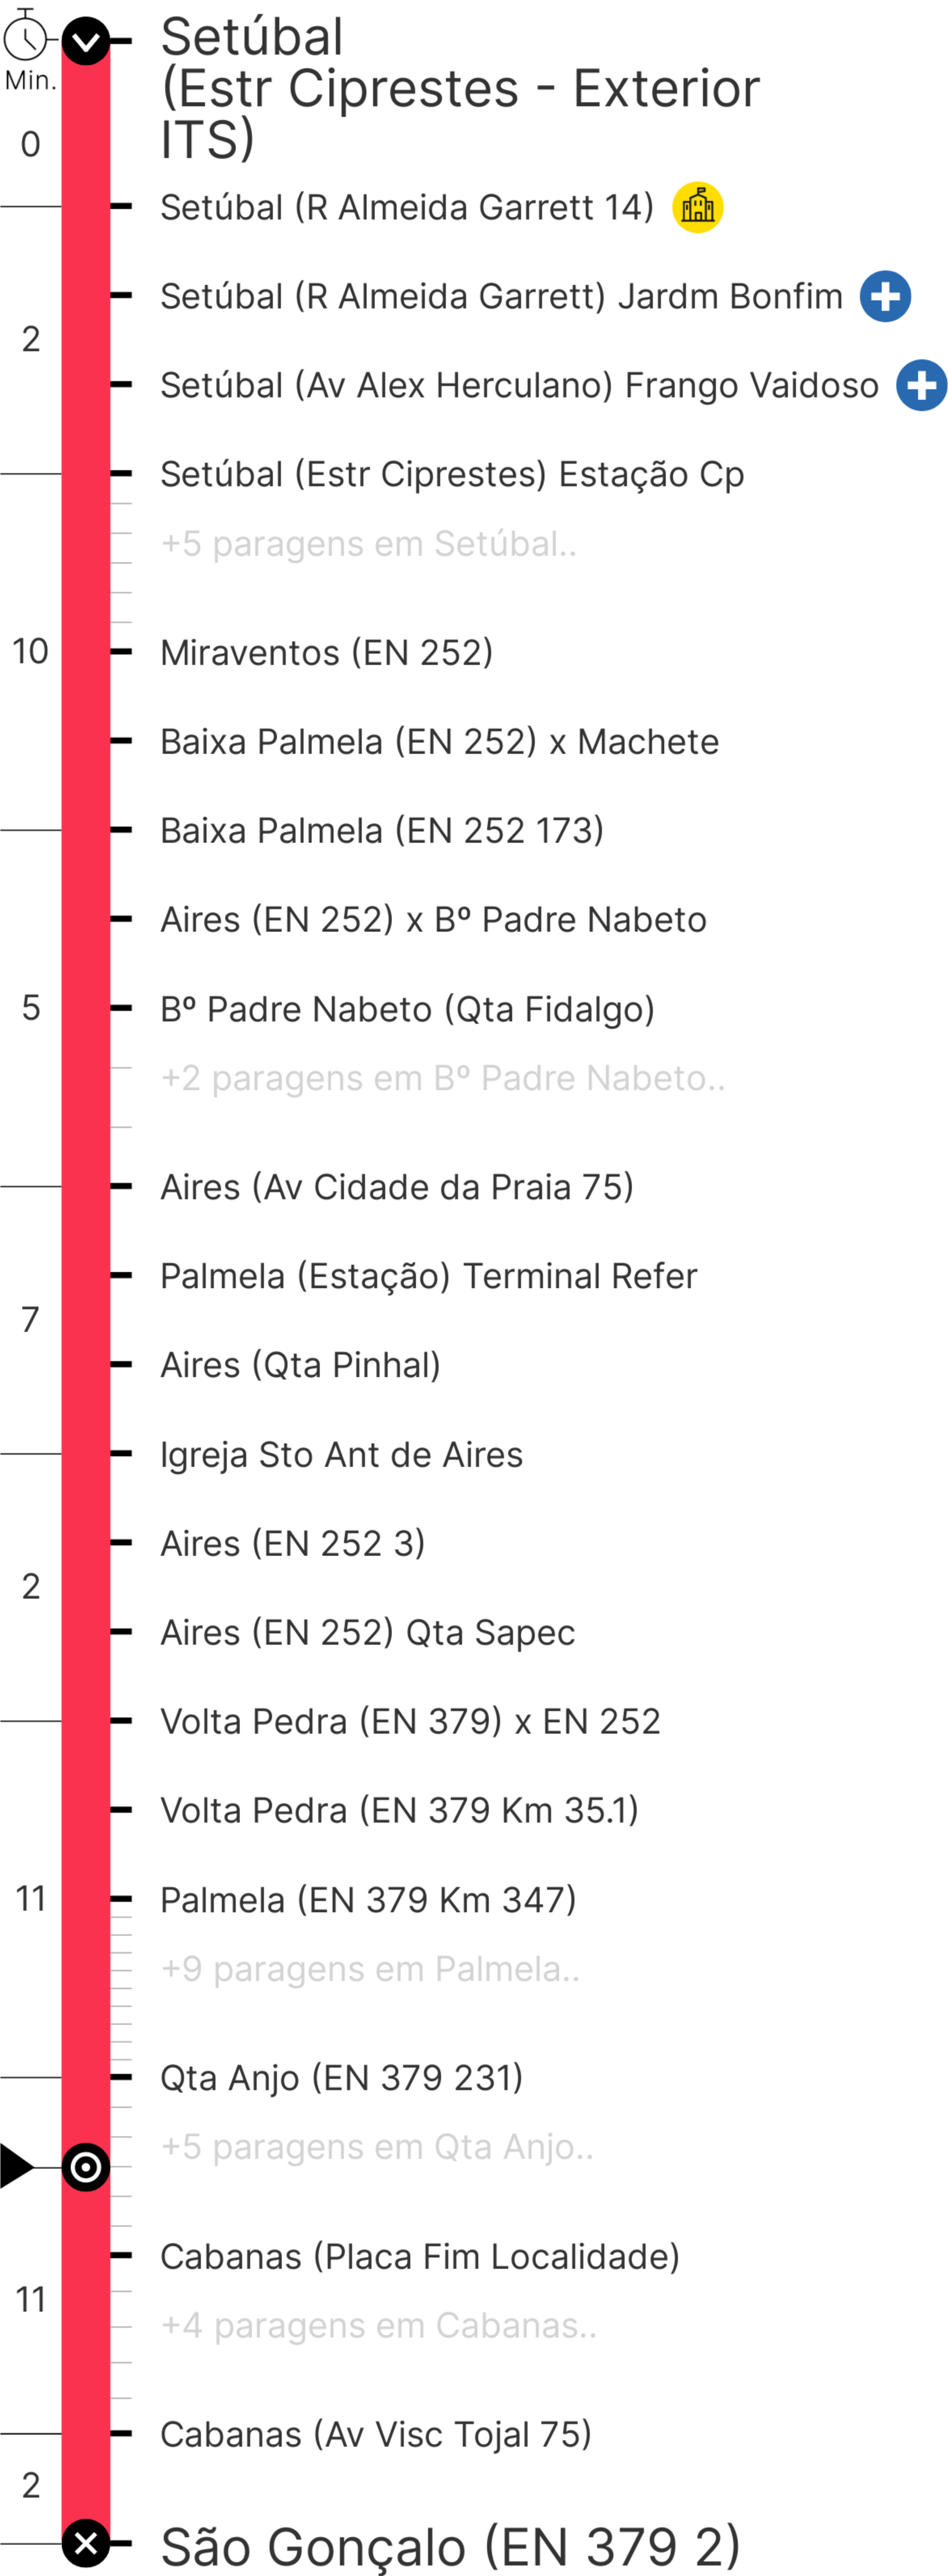 Setúbal
(Estr Ciprestes - Exterior
ITS)
Min.
0
Setúbal (R Almeida Garrett 14)
Setúbal (R Almeida Garrett) Jardm Bonfim
2
Setúbal (Av Alex Herculano) Frango Vaidoso
Setúbal (Estr Ciprestes) Estação Cp
+5 paragens em Setúbal..
10
Miraventos (EN 252)
Baixa Palmela (EN 252) x Machete
Baixa Palmela (EN 252 173)
Aires (EN 252) x Bº Padre Nabeto
5
Bº Padre Nabeto (Qta Fidalgo)
+2 paragens em Bº Padre Nabeto..
Aires (Av Cidade da Praia 75)
Palmela (Estação) Terminal Refer
7
Aires (Qta Pinhal)
Igreja Sto Ant de Aires
Aires (EN 252 3)
2
Aires (EN 252) Qta Sapec
Volta Pedra (EN 379) x EN 252
Volta Pedra (EN 379 Km 35.1)
11
Palmela (EN 379 Km 347)
+9 paragens em Palmela..
Qta Anjo (EN 379 231)
+5 paragens em Qta Anjo..
Cabanas (Placa Fim Localidade)
11
+4 paragens em Cabanas..
Cabanas (Av Visc Tojal 75)
2
São Gonçalo (EN 379 2)